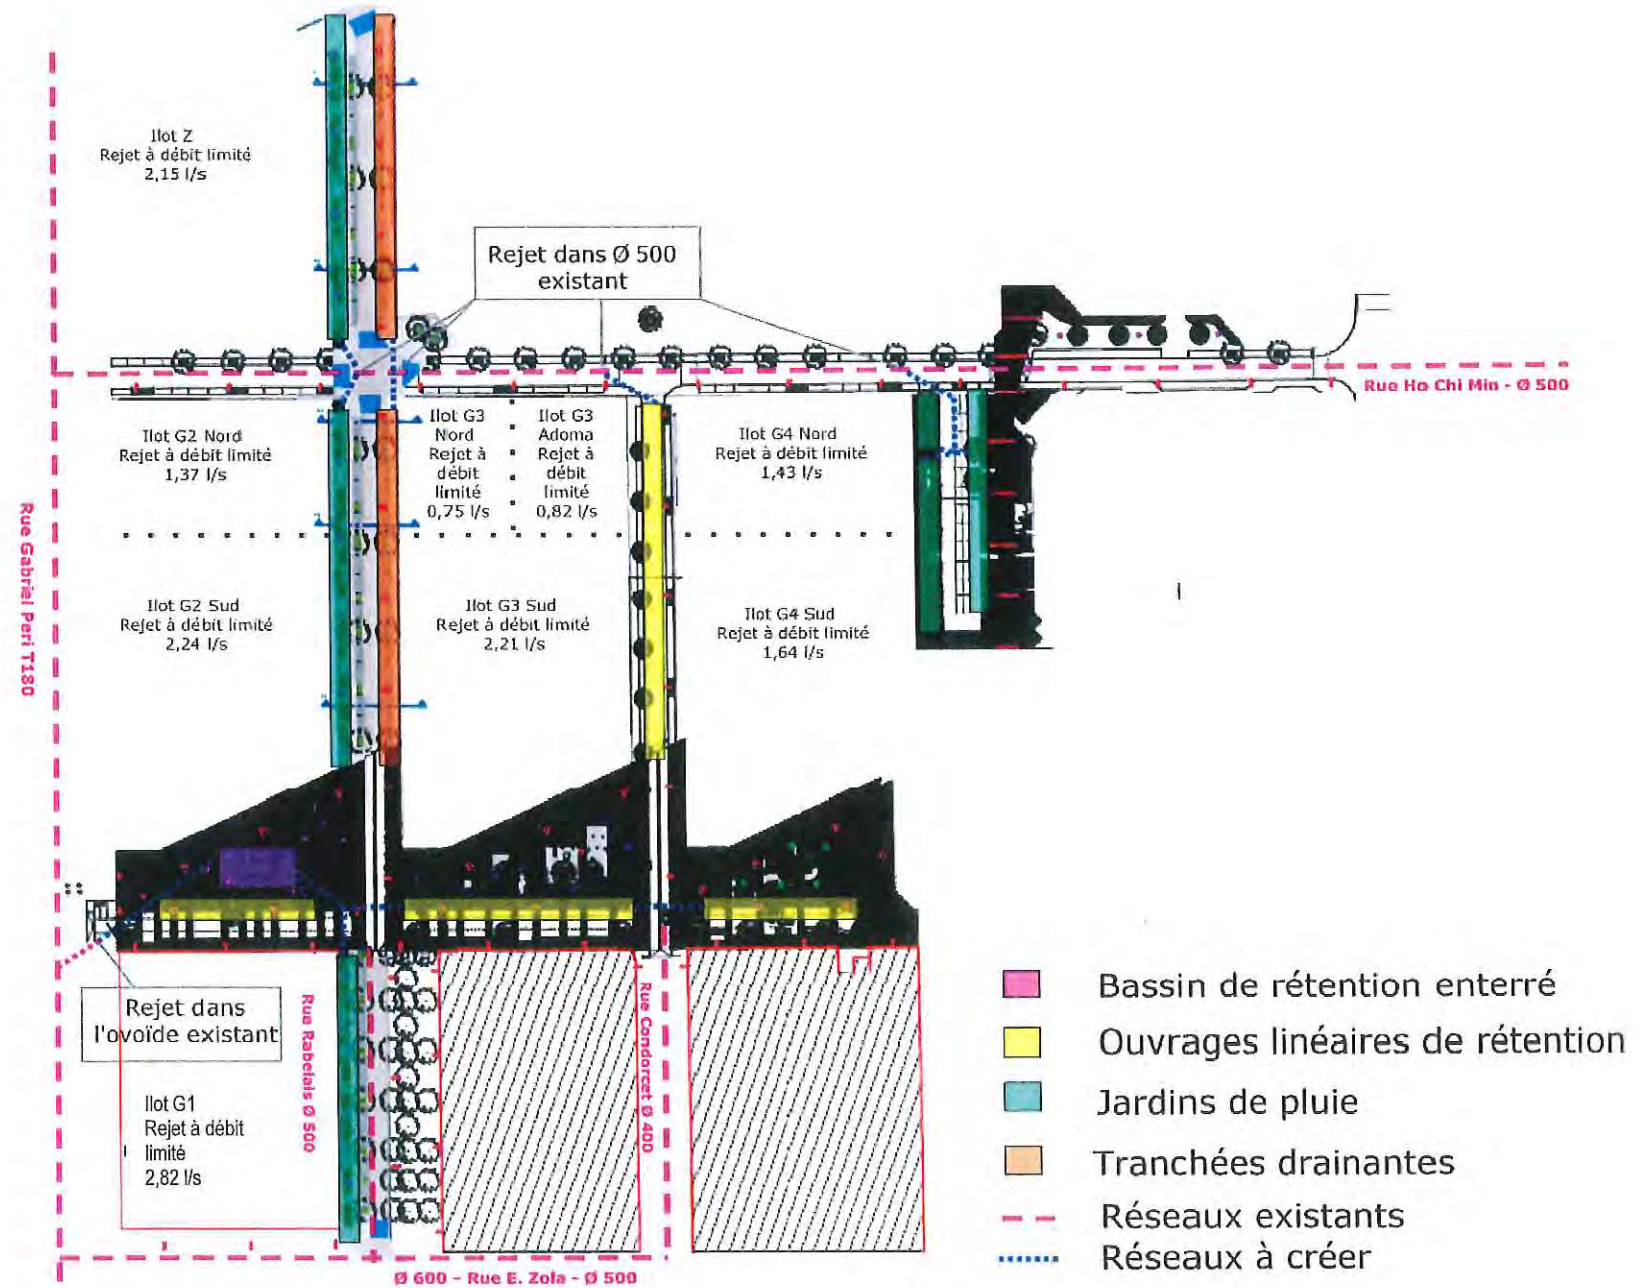 Ilot Z
Rejet à débit limité
2,15 l/s
Rejet dans Ø 500
existant
Rue Ho Chi Min - Ø 500
Ilot G2 Nord
Rejet à débit limité
1,37 l/s
Ilot G3
Nord
Rejet à
débit
limité
0,75 l/s
Ilot G3
Adoma
Rejet à
débit
limité
0,82 l/s
Ilot G4 Nord
Rejet à débit limité
1,43 l/s
Rue Gabriel Peri T180
Ilot G2 Sud
Rejet à débit limité
2,24 l/s
Ilot G3 Sud
Rejet à débit limité
2,21 l/s
Ilot G4 Sud
Rejet à débit limité
1,64 l/s
Rejet dans
l'ovoïde existant
Rue Rabelais Ø 500
Rue Condorcet Ø 400
Ilot G1
Rejet à débit
limité
2,82 l/s
Ø 600 - Rue E. Zola - Ø 500
Bassin de rétention enterré
Ouvrages linéaires de rétention
Jardins de pluie
Tranchées drainantes
Réseaux existants
Réseaux à créer